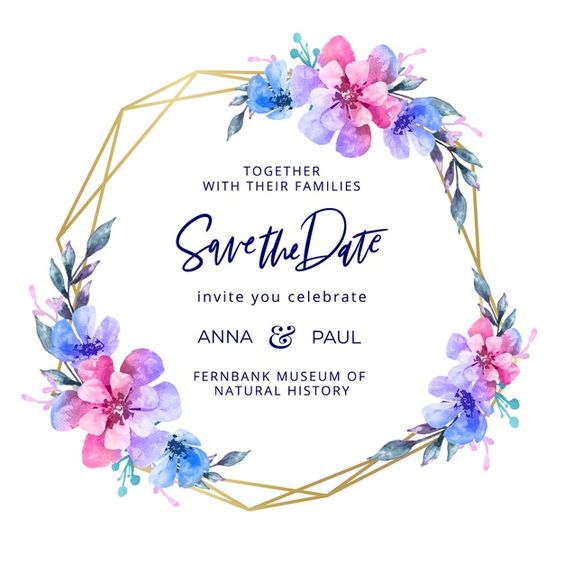 TOGETHER
WITH THEIR FAMILIES
Save the Date
invite you celebrate
ANNA & PAUL
FERNBANK MUSEUM OF
NATURAL HISTORY